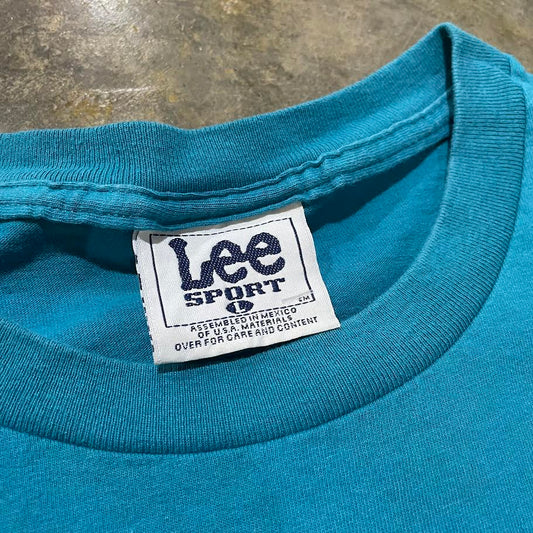 Lee
SPORT
L
ASSEMBLED IN MEXICO
OF U.S.A. MATERIALS
OVER FOR CARE AND CONTENT